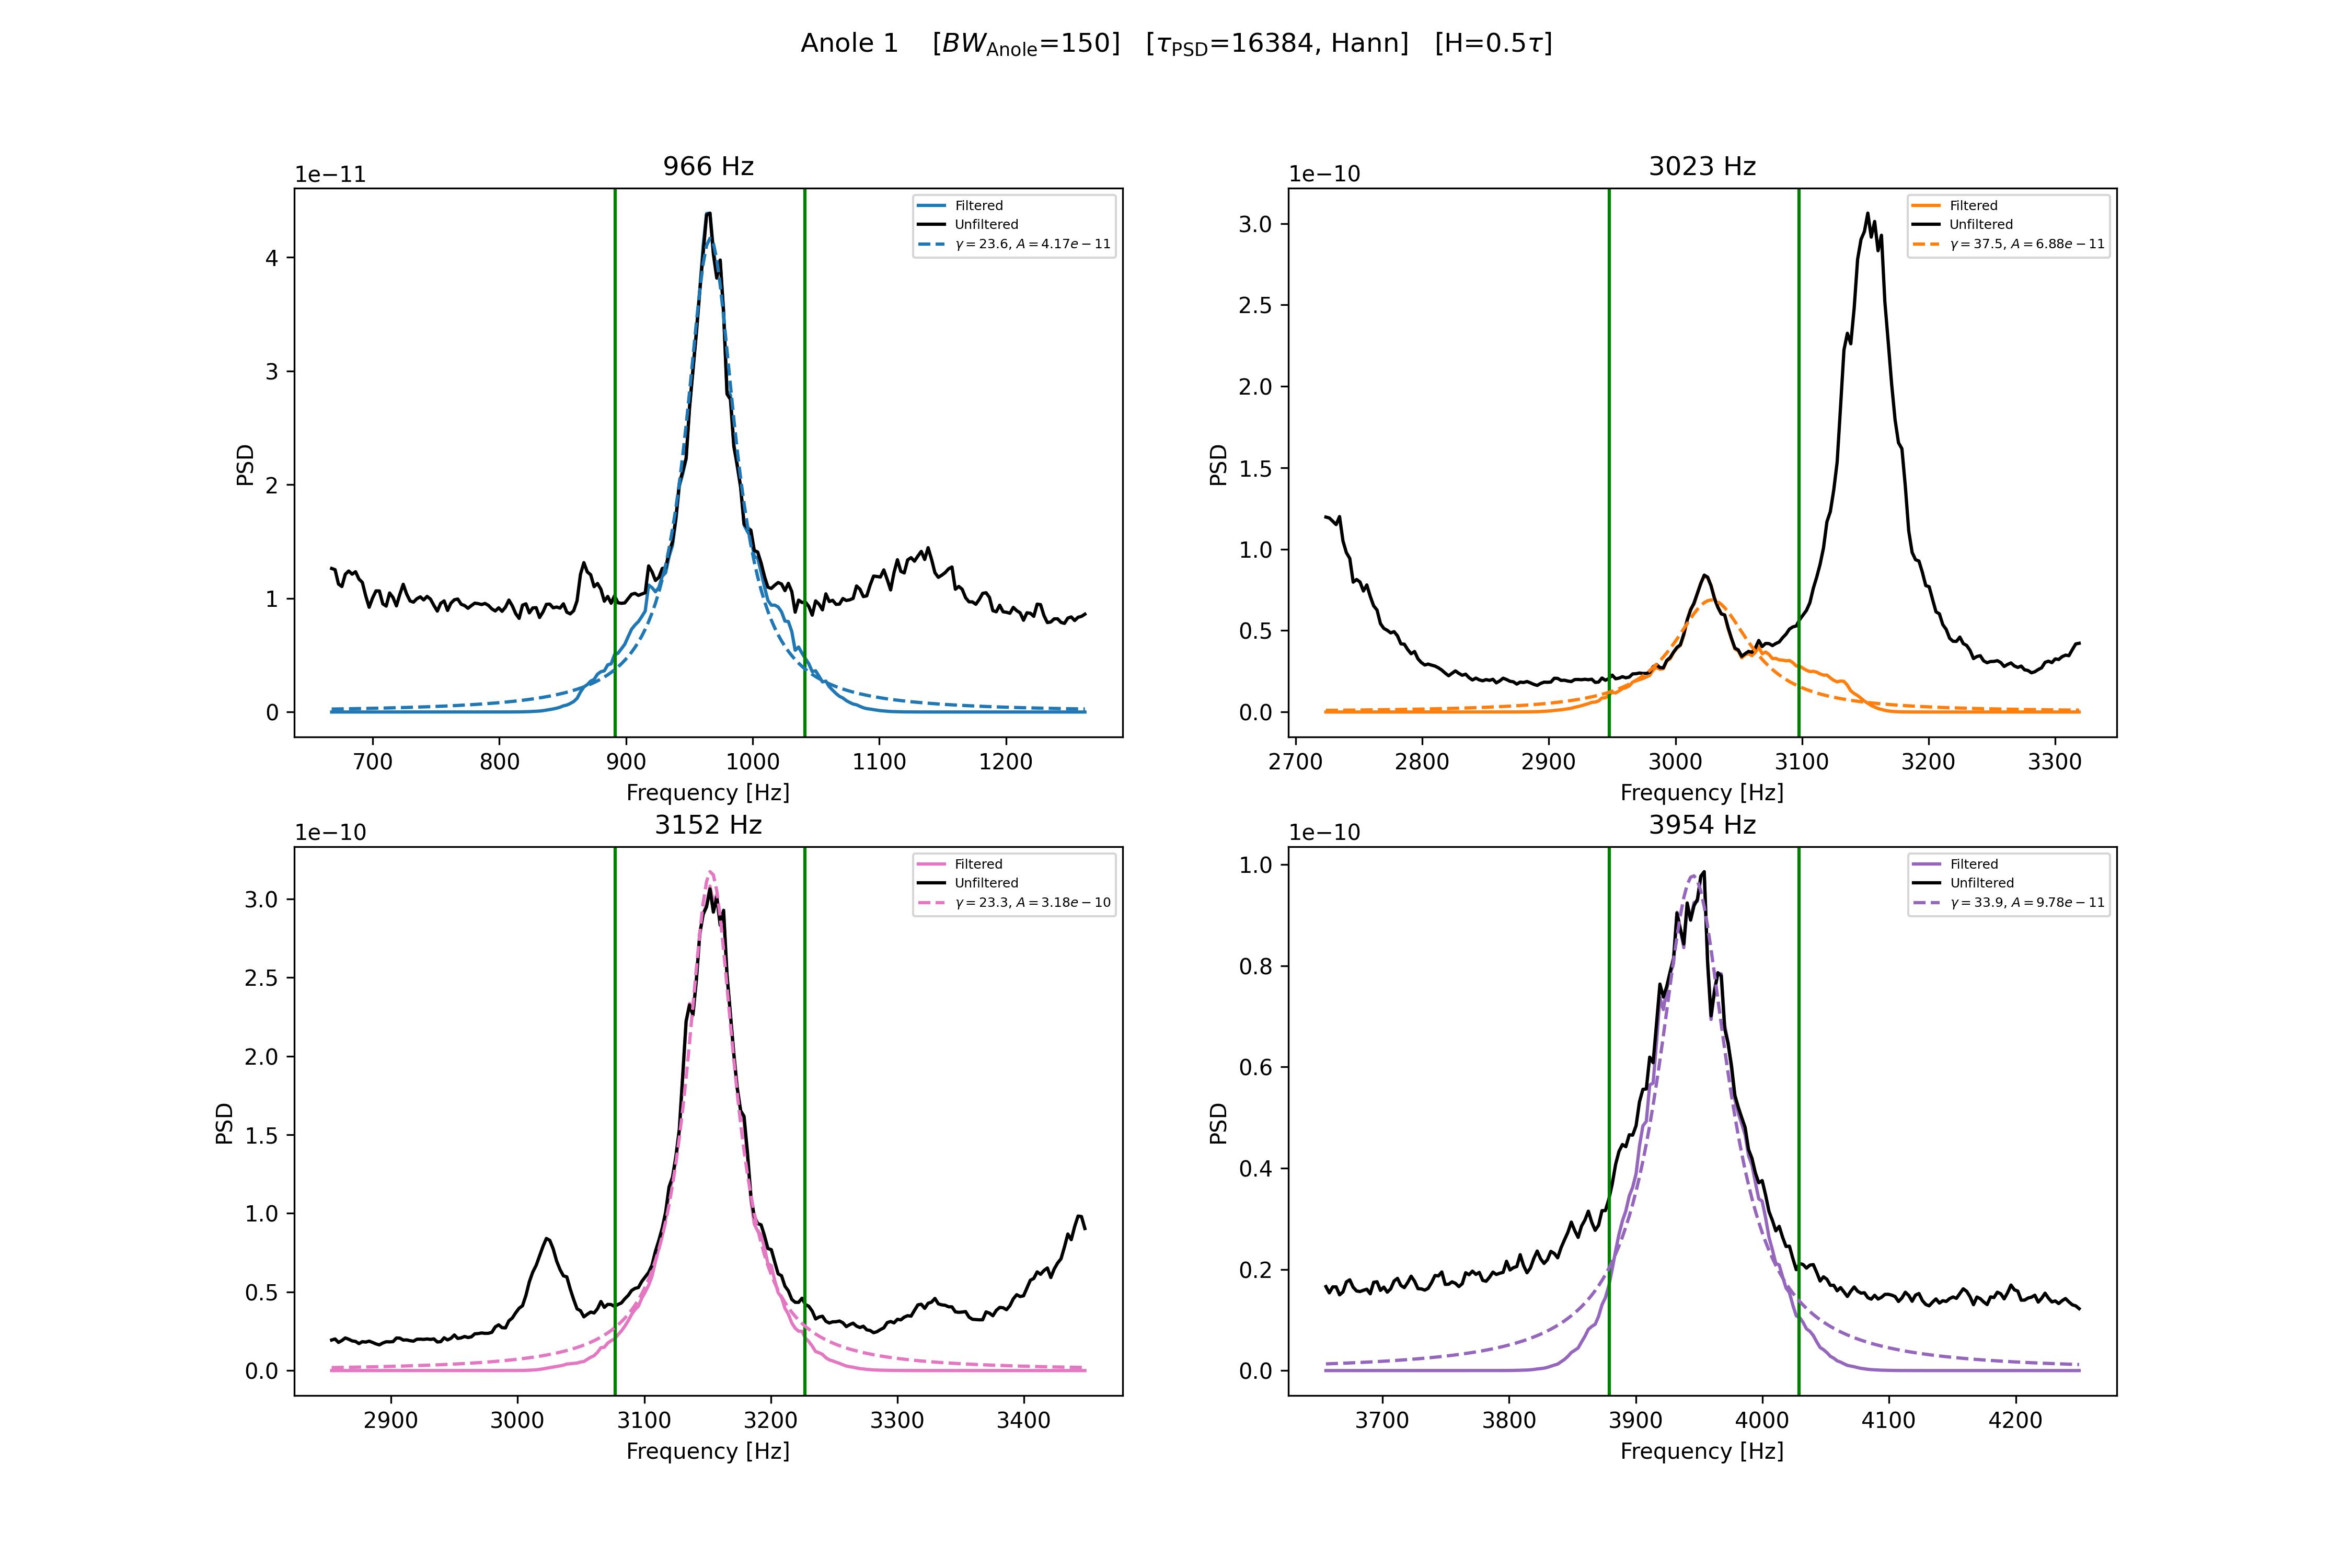 Anole 1 [BW_Anole=150] [τ_PSD=16384, Hann] [H=0.5τ]
966 Hz
1e−11
Filtered
Unfiltered
γ = 23.6, A = 4.17e − 11
4
3
2
1
0
PSD
700 800 900 1000 1100 1200
Frequency [Hz]
3023 Hz
1e−10
Filtered
Unfiltered
γ = 37.5, A = 6.88e − 11
3.0
2.5
2.0
1.5
1.0
0.5
0.0
PSD
2700 2800 2900 3000 3100 3200 3300
Frequency [Hz]
3152 Hz
1e−10
Filtered
Unfiltered
γ = 23.3, A = 3.18e − 10
3.0
2.5
2.0
1.5
1.0
0.5
0.0
PSD
2900 3000 3100 3200 3300 3400
Frequency [Hz]
3954 Hz
1e−10
Filtered
Unfiltered
γ = 33.9, A = 9.78e − 11
1.0
0.8
0.6
0.4
0.2
0.0
PSD
3700 3800 3900 4000 4100 4200
Frequency [Hz]